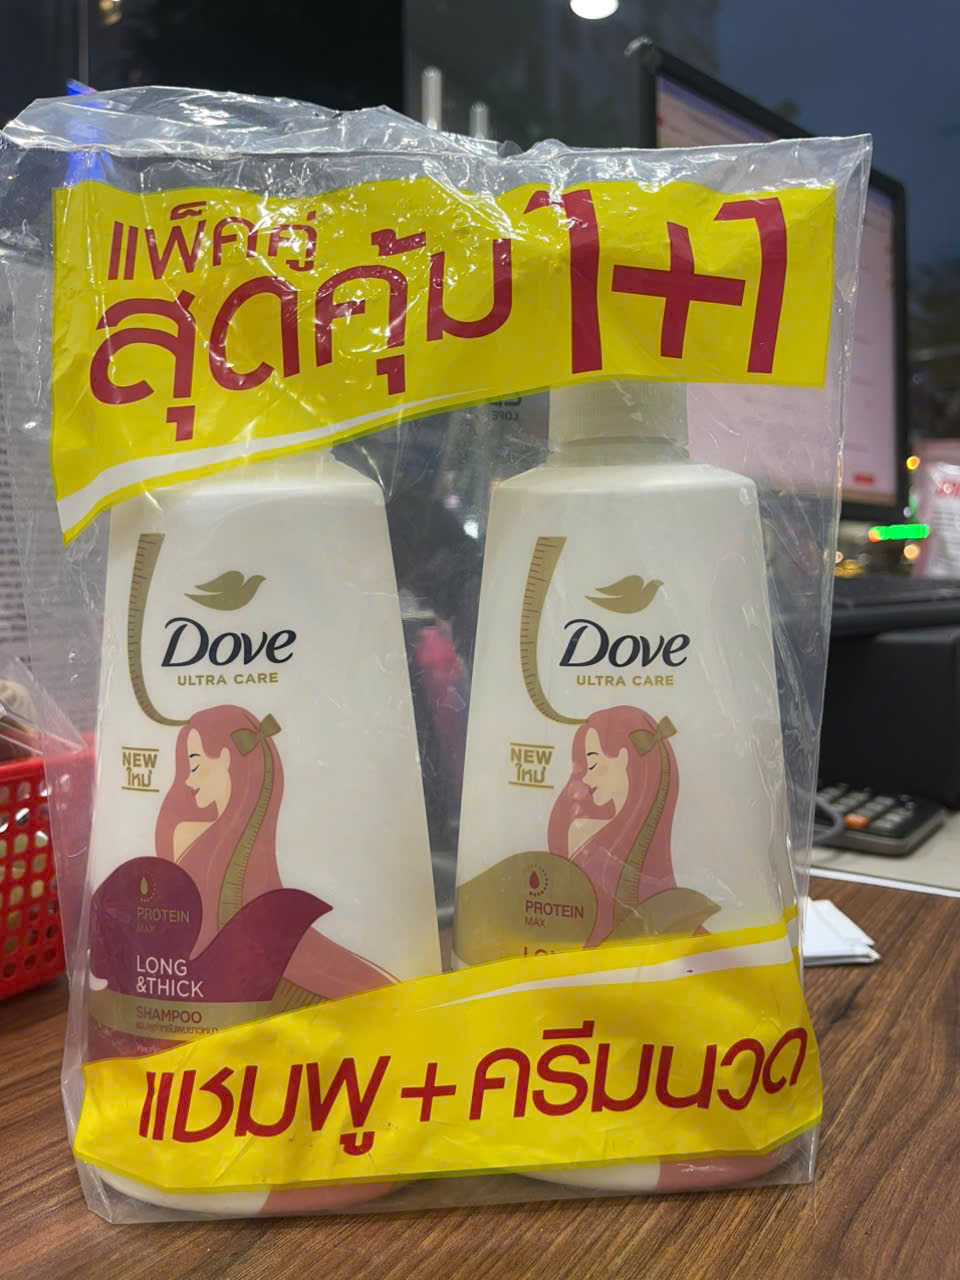 แพ็คคู่
สุดคุ้ม 1+1
Dove
ULTRA CARE
NEW
ใหม่
PROTEIN
MAX
LONG
&THICK
SHAMPOO
Dove
ULTRA CARE
NEW
ใหม่
PROTEIN
MAX
แชมพู + ครีมนวด